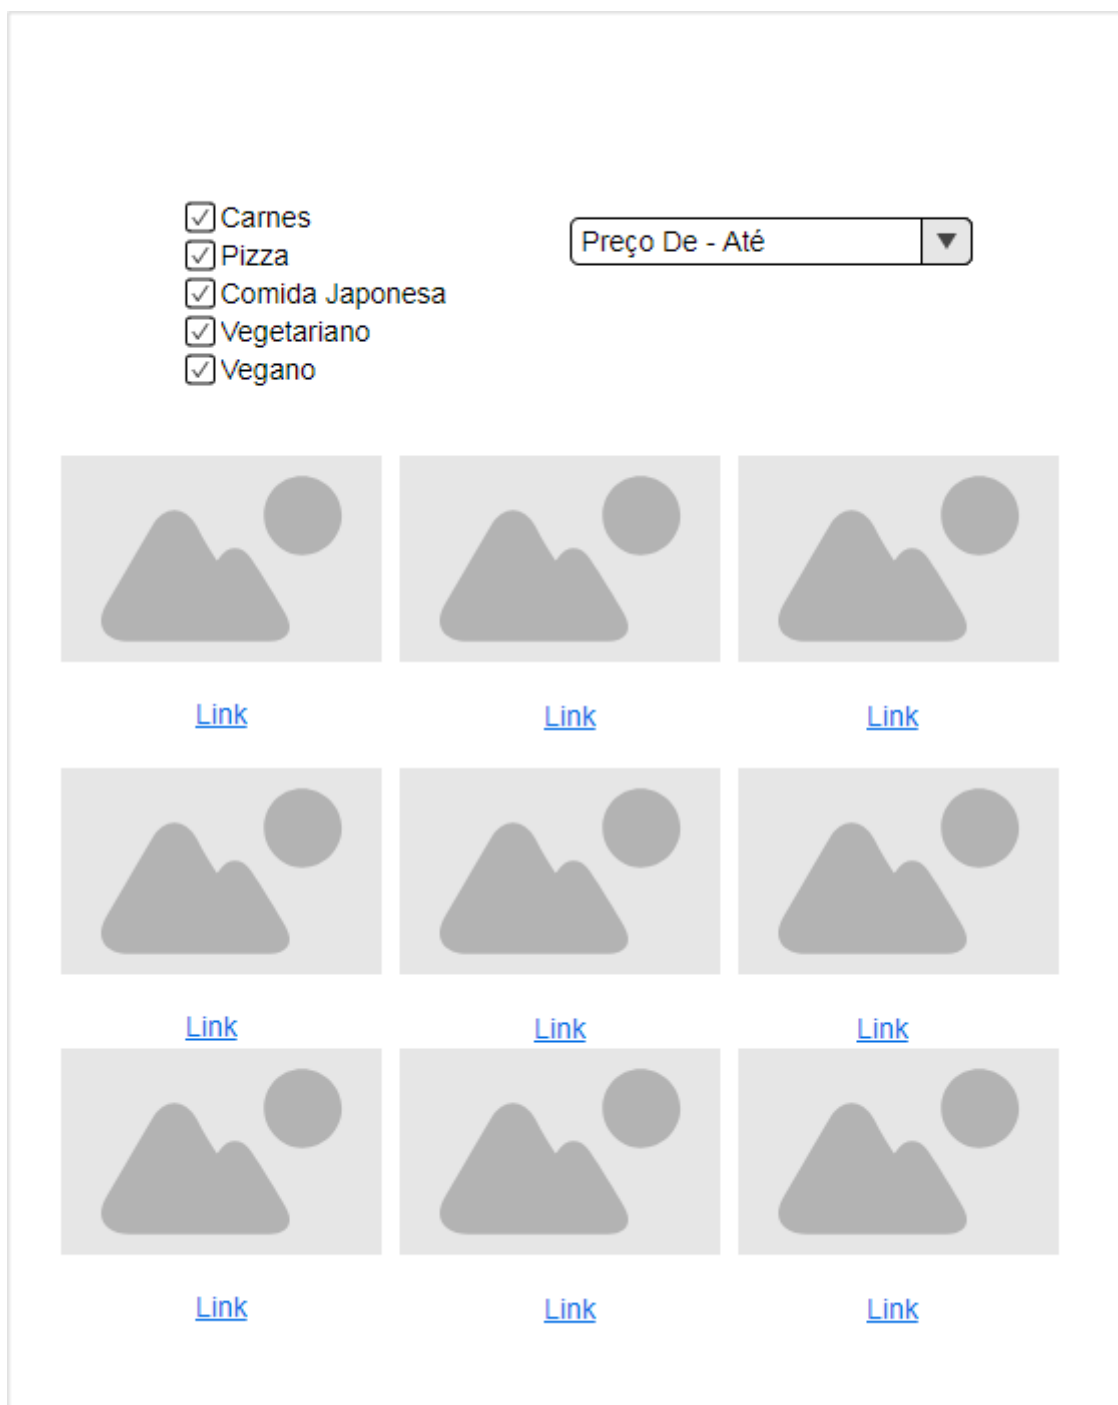 Carnes
Pizza
Comida Japonesa
Vegetariano
Vegano
Preço De - Até
Link
Link
Link
Link
Link
Link
Link
Link
Link